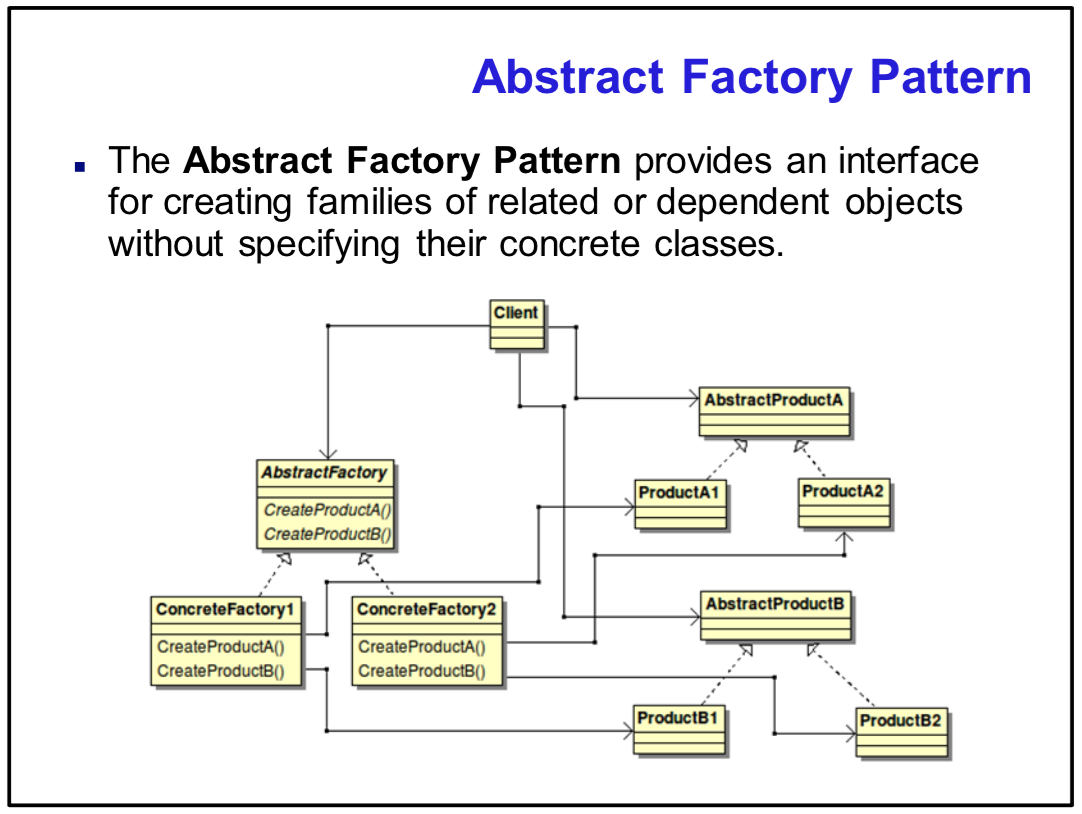 Abstract Factory Pattern
The Abstract Factory Pattern provides an interface
for creating families of related or dependent objects
without specifying their concrete classes.
Client
AbstractProductA
AbstractFactory
CreateProductA()
CreateProductB()
ProductA1
ProductA2
ConcreteFactory1
CreateProductA()
CreateProductB()
ConcreteFactory2
CreateProductA()
CreateProductB()
AbstractProductB
ProductB1
ProductB2